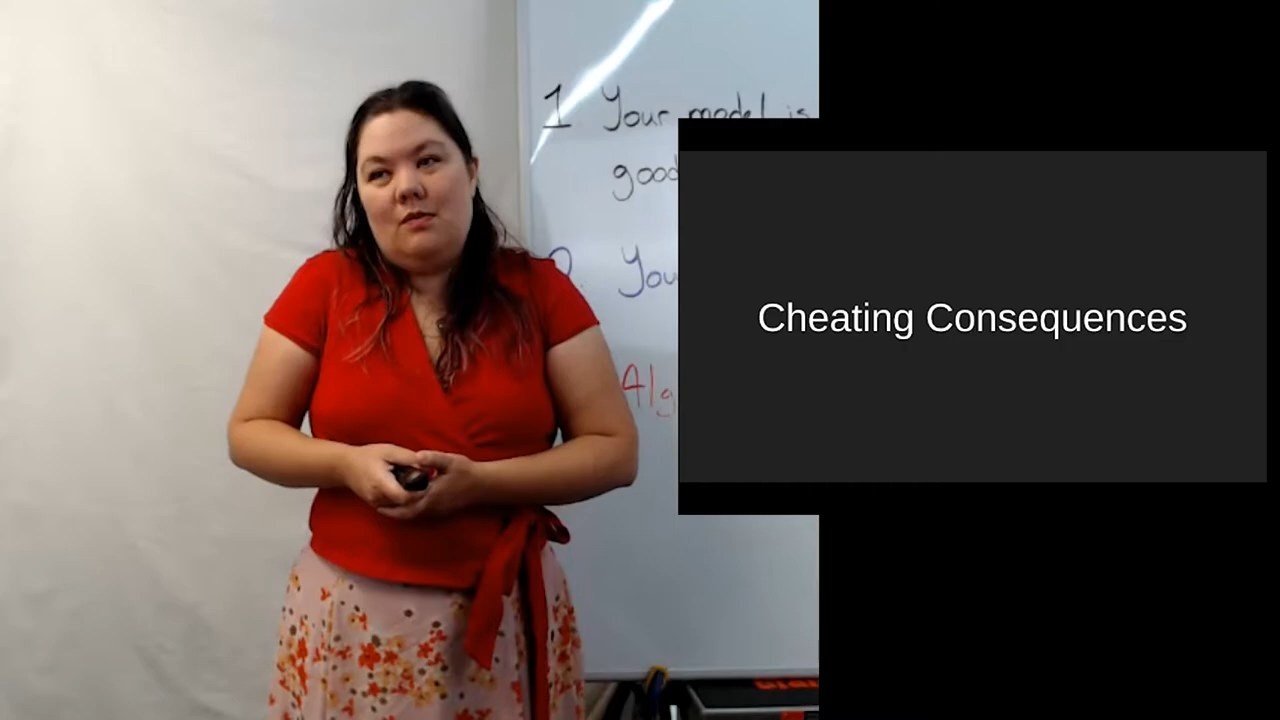 1 Your model is
good
2. You
Alg
Cheating Consequences